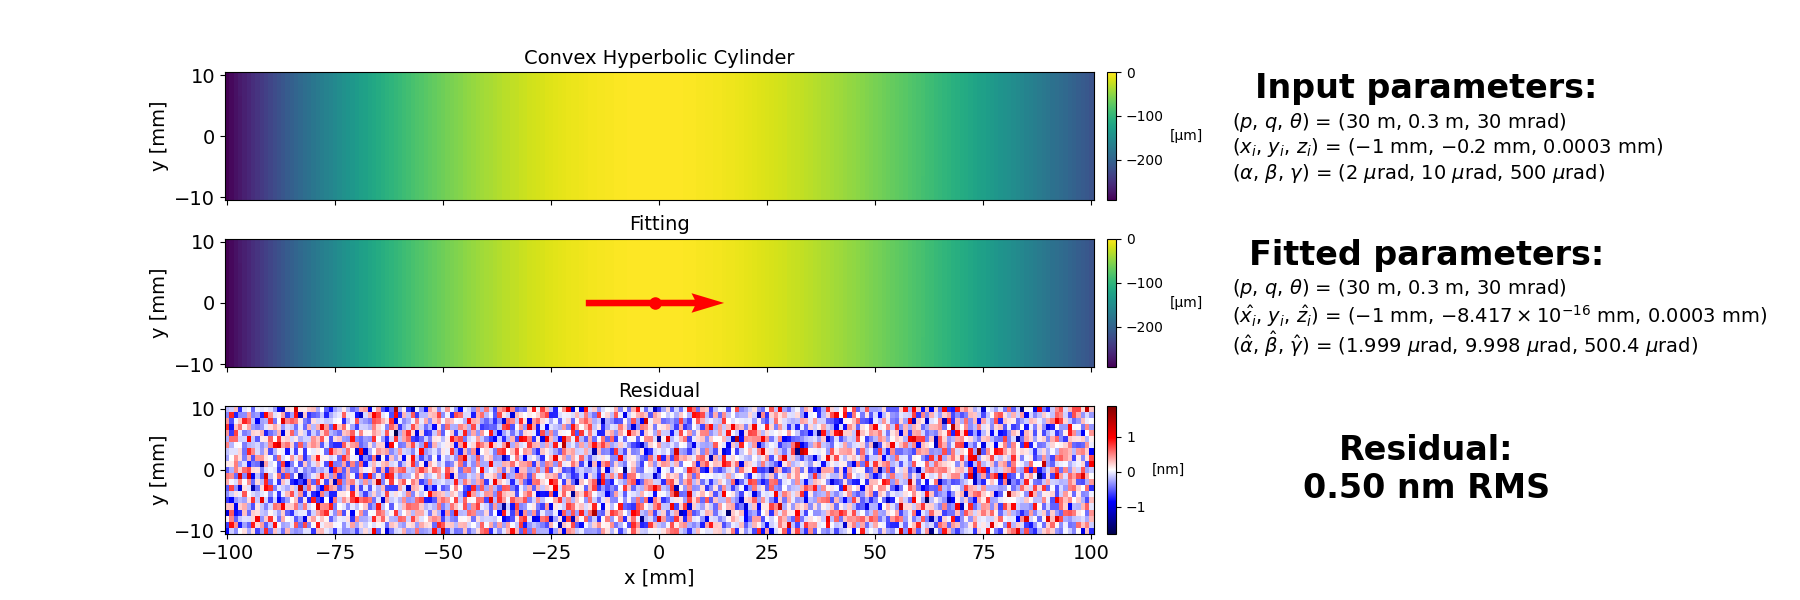 Convex Hyperbolic Cylinder
10
0
−10
y [mm]
0
−100
−200
[μm]
Input parameters:
(p, q, θ) = (30 m, 0.3 m, 30 mrad)
(xᵢ, yᵢ, zᵢ) = (−1 mm, −0.2 mm, 0.0003 mm)
(α, β, γ) = (2 μrad, 10 μrad, 500 μrad)
Fitting
10
0
−10
y [mm]
0
−100
−200
[μm]
Fitted parameters:
(p, q, θ) = (30 m, 0.3 m, 30 mrad)
(x̂ᵢ, yᵢ, ẑᵢ) = (−1 mm, −8.417 × 10⁻¹⁶ mm, 0.0003 mm)
(α̂, β̂, γ̂) = (1.999 μrad, 9.998 μrad, 500.4 μrad)
Residual
10
0
−10
y [mm]
1
0
−1
[nm]
−100 −75 −50 −25 0 25 50 75 100
x [mm]
Residual:
0.50 nm RMS